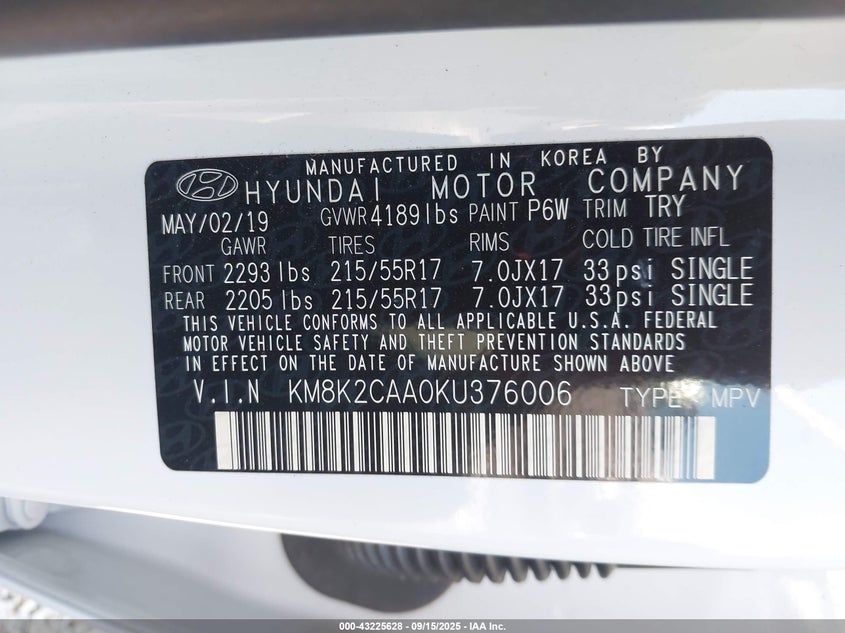 MANUFACTURED IN KOREA BY
HYUNDAI MOTOR COMPANY
MAY/02/19 GVWR 4189lbs PAINT P6W TRIM TRY
GAWR TIRES RIMS COLD TIRE INFL
FRONT 2293lbs 215/55R17 7.0JX17 33psi SINGLE
REAR 2205lbs 215/55R17 7.0JX17 33psi SINGLE
THIS VEHICLE CONFORMS TO ALL APPLICABLE U.S.A. FEDERAL
MOTOR VEHICLE SAFETY AND THEFT PREVENTION STANDARDS
IN EFFECT ON THE DATE OF MANUFACTURE SHOWN ABOVE
V.I.N KM8K2CAA0KU376006 TYPE MPV
000-43225628 - 09/15/2025 - IAA Inc.